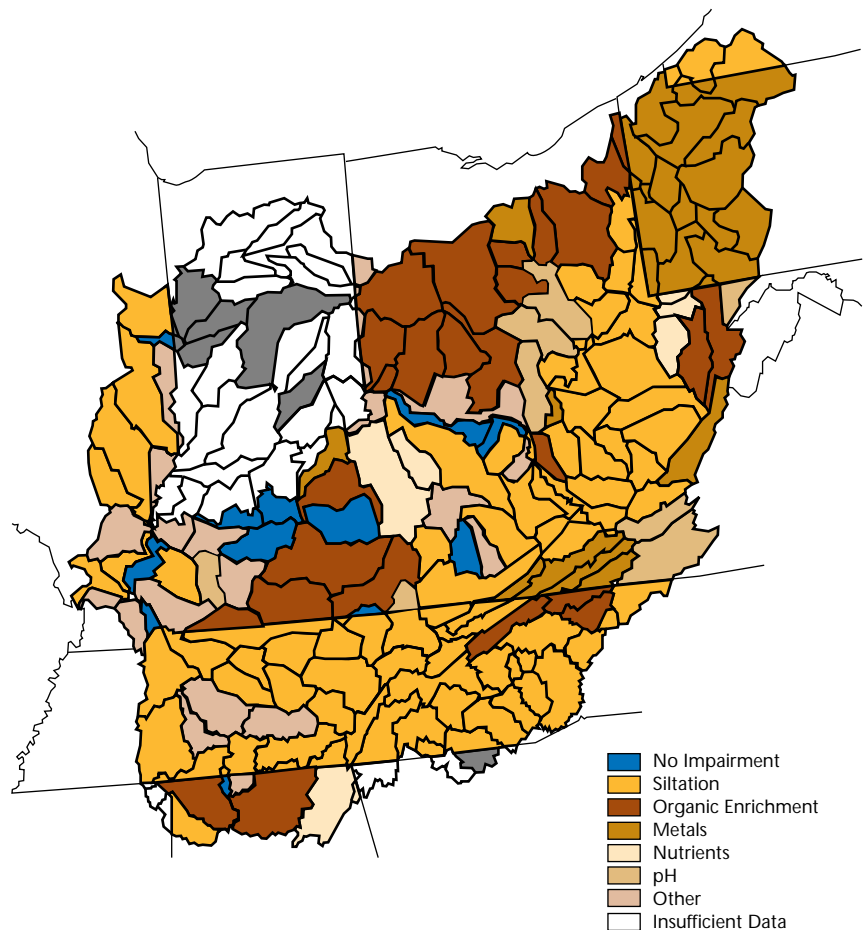 No Impairment
Siltation
Organic Enrichment
Metals
Nutrients
pH
Other
Insufficient Data